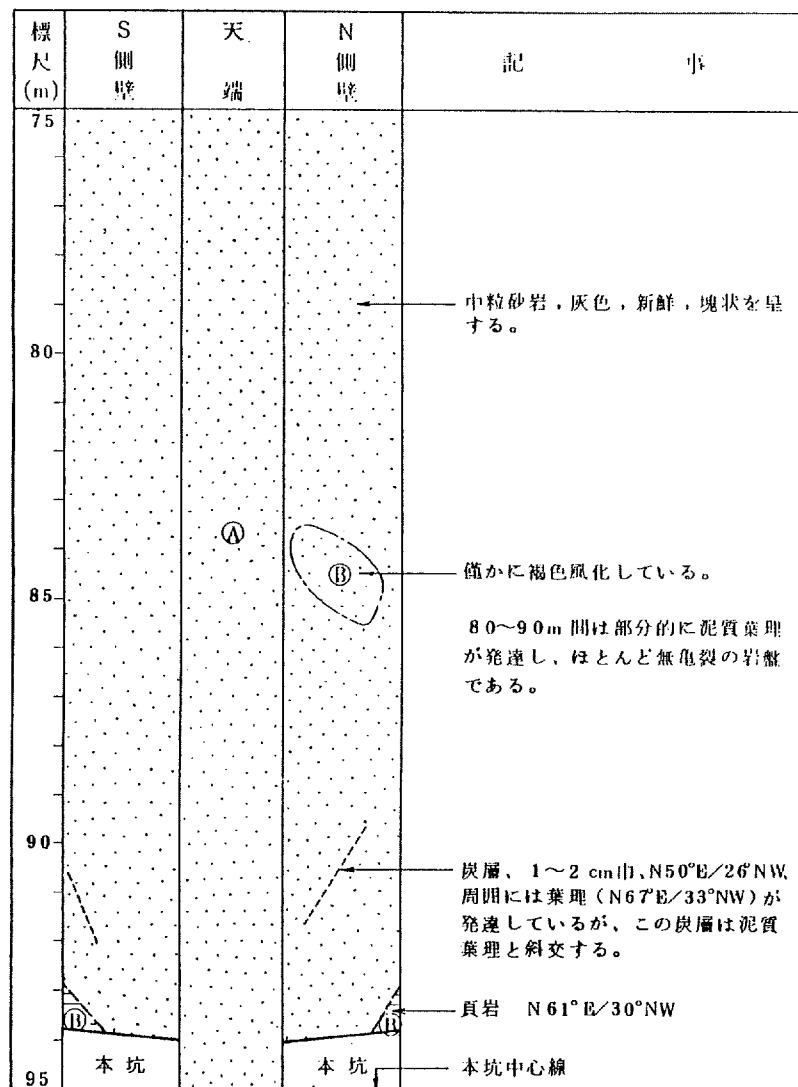 標尺(m)
S側壁
天端
N側壁
記事
75
80
85
90
95
中粒砂岩,灰色,新鮮,塊状を呈
する。
Ⓐ
Ⓑ
僅かに褐色風化している。
80~90m間は部分的に泥質葉理
が発達し、ほとんど無亀裂の岩盤
である。
炭層、1~2cm巾、N50°E/26°NW,
周囲には葉理(N67°E/33°NW)が
発達しているが、この炭層は泥質
葉理と斜交する。
Ⓑ
Ⓑ
頁岩 N61°E/30°NW
本坑
本坑
本坑中心線